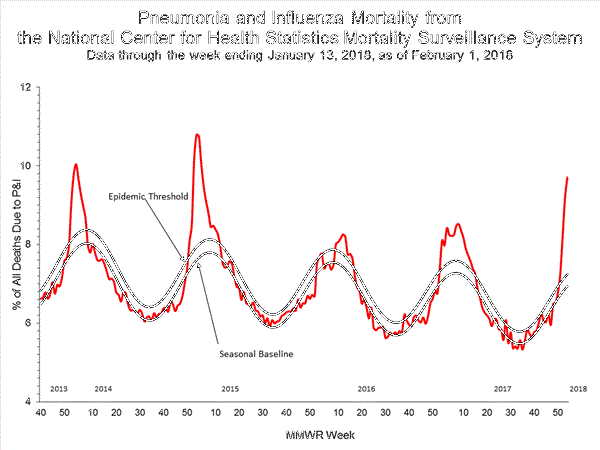 Pneumonia and Influenza Mortality from
the National Center for Health Statistics Mortality Surveillance System
Data through the week ending January 13, 2018, as of February 1, 2018
12
10
8
6
4
% of All Deaths Due to P&I
Epidemic Threshold
Seasonal Baseline
2013 2014 2015 2016 2017 2018
40 50 10 20 30 40 50 10 20 30 40 50 10 20 30 40 50 10 20 30 40 50
MMWR Week